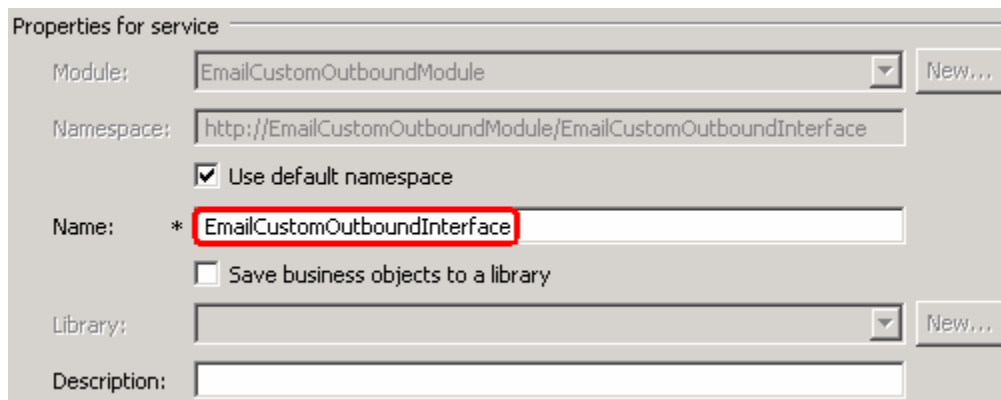 Properties for service
Module: EmailCustomOutboundModule New...
Namespace: http://EmailCustomOutboundModule/EmailCustomOutboundInterface
Use default namespace
Name: * EmailCustomOutboundInterface
Save business objects to a library
Library: New...
Description: